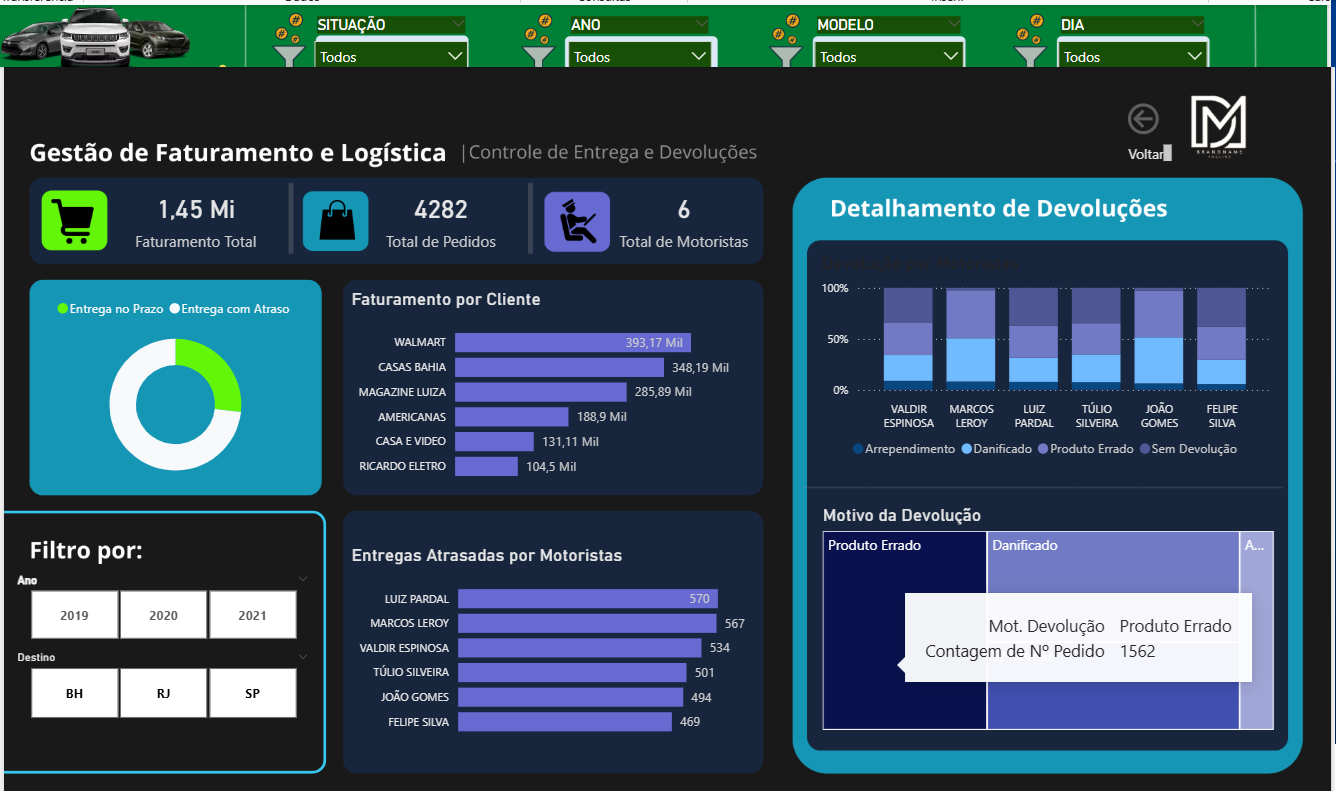 SITUAÇÃO
ANO
MODELO
DIA
Todos
Todos
Todos
Todos
Voltar
BRANDNAME
TAGLINE
Gestão de Faturamento e Logística |Controle de Entrega e Devoluções
1,45 Mi
Faturamento Total
4282
Total de Pedidos
6
Total de Motoristas
Entrega no Prazo Entrega com Atraso
Faturamento por Cliente
WALMART 393,17 Mil
CASAS BAHIA 348,19 Mil
MAGAZINE LUIZA 285,89 Mil
AMERICANAS 188,9 Mil
CASA E VIDEO 131,11 Mil
RICARDO ELETRO 104,5 Mil
Filtro por:
Ano
2019 2020 2021
Destino
BH RJ SP
Entregas Atrasadas por Motoristas
LUIZ PARDAL 570
MARCOS LEROY 567
VALDIR ESPINOSA 534
TÚLIO SILVEIRA 501
JOÃO GOMES 494
FELIPE SILVA 469
Detalhamento de Devoluções
100%
50%
0%
VALDIR ESPINOSA
MARCOS LEROY
LUIZ PARDAL
TÚLIO SILVEIRA
JOÃO GOMES
FELIPE SILVA
Arrependimento Danificado Produto Errado Sem Devolução
Motivo da Devolução
Produto Errado
Danificado
A...
Mot. Devolução Produto Errado
Contagem de Nº Pedido 1562